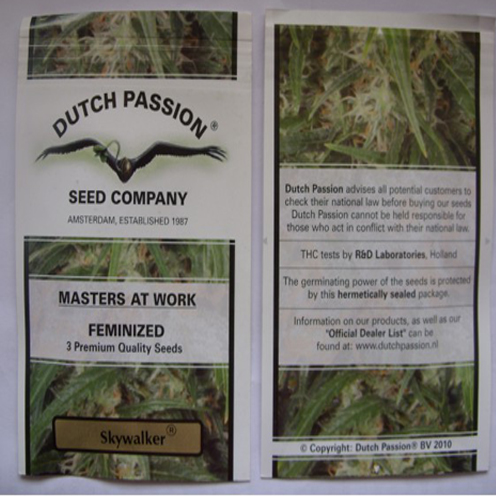 DUTCH PASSION®
SEED COMPANY
AMSTERDAM, ESTABLISHED 1987
MASTERS AT WORK
FEMINIZED
3 Premium Quality Seeds
Skywalker®
Dutch Passion advises all potential customers to
check their national law before buying our seeds
Dutch Passion cannot be held responsible for
those who act in conflict with their national law.
THC tests by R&D Laboratories, Holland
The germinating power of the seeds is protected
by this hermetically sealed package.
Information on our products, as well as our
"Official Dealer List" can be
found at: www.dutchpassion.nl
© Copyright: Dutch Passion® BV 2010